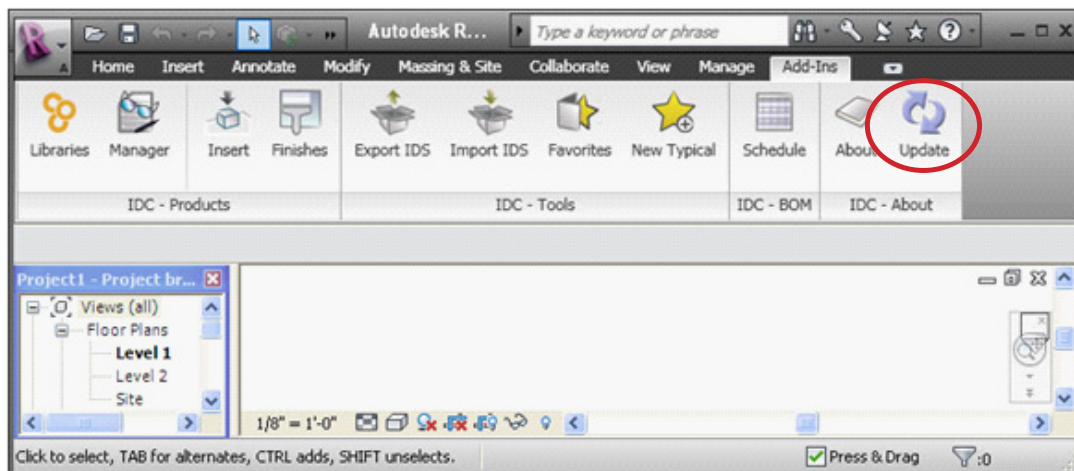 Autodesk R... Type a keyword or phrase
Home Insert Annotate Modify Massing & Site Collaborate View Manage Add-Ins
Libraries Manager Insert Finishes Export IDS Import IDS Favorites New Typical Schedule About Update
IDC - Products IDC - Tools IDC - BOM IDC - About
Project1 - Project br...
Views (all)
Floor Plans
Level 1
Level 2
Site
1/8" = 1'-0"
Click to select, TAB for alternates, CTRL adds, SHIFT unselects. Press & Drag :0